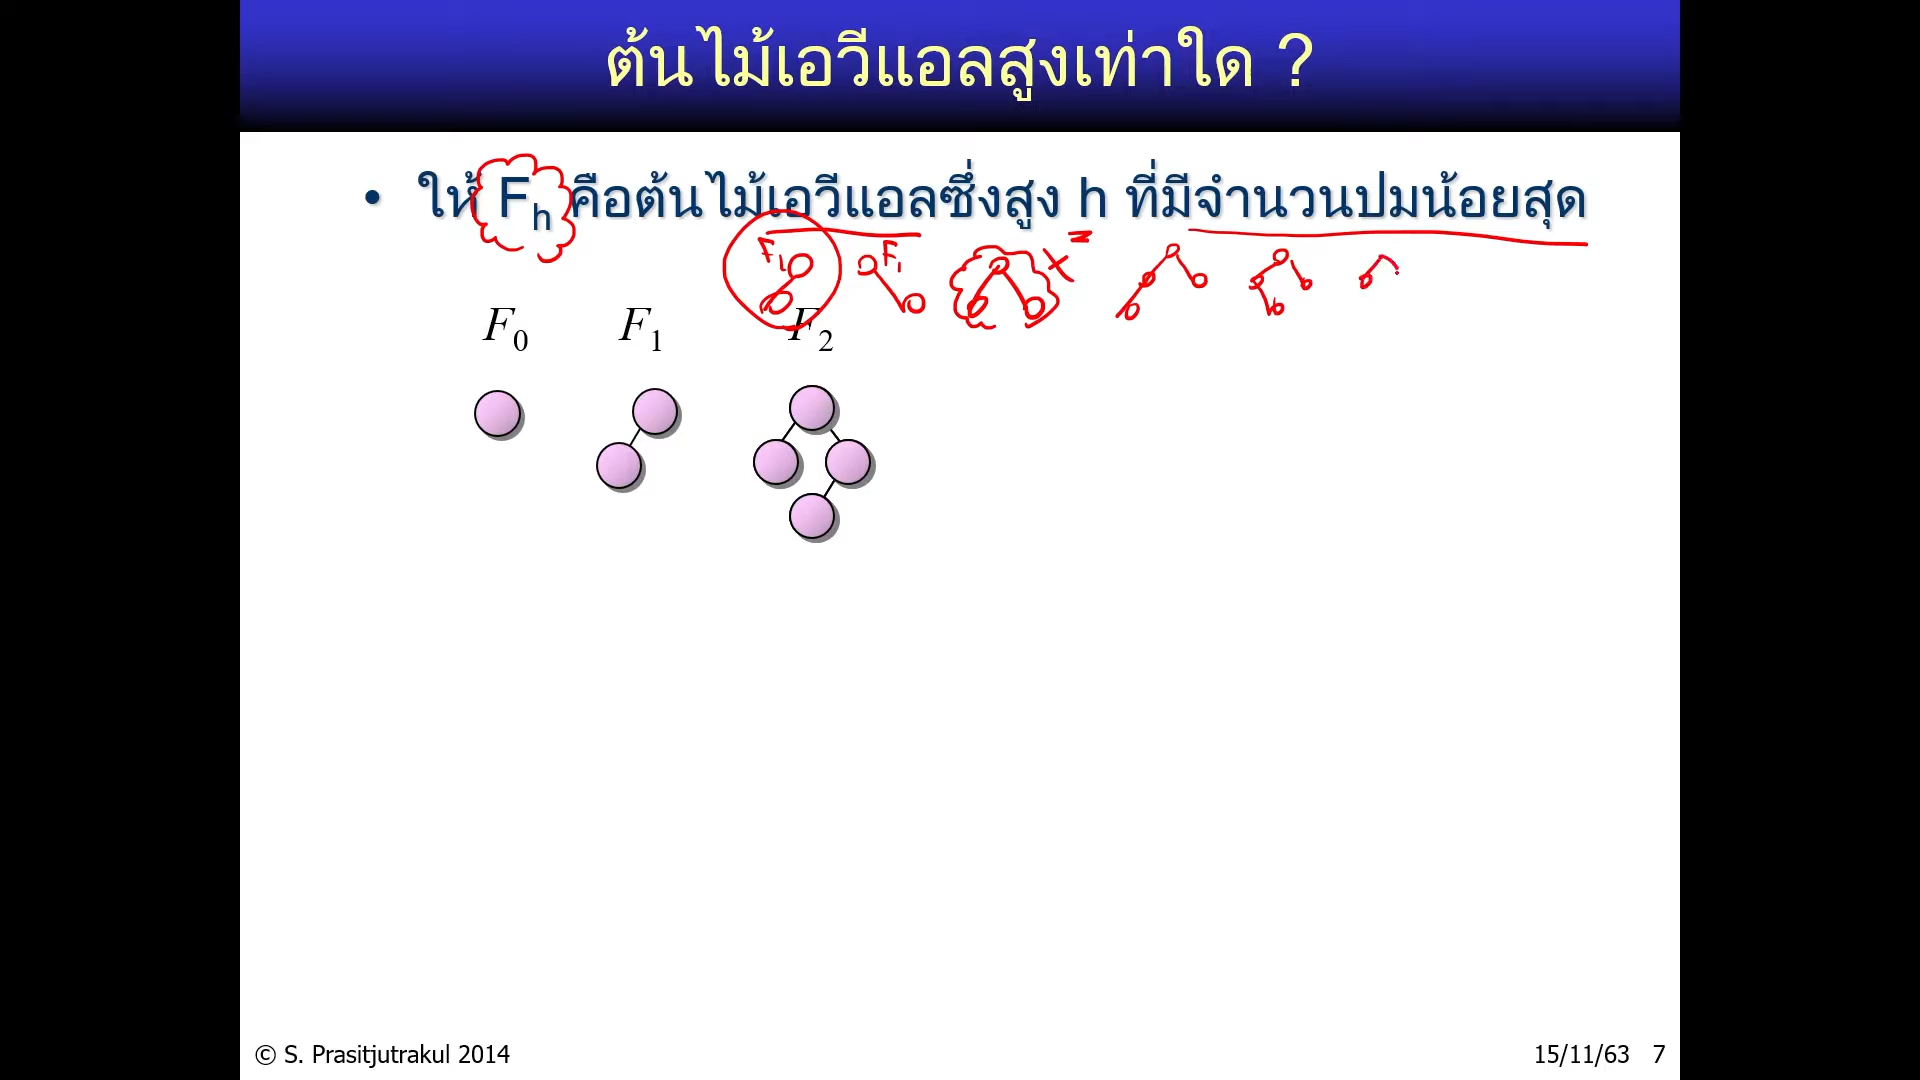 ต้นไม้เอวีแอลสูงเท่าใด ?
• ให้ Fh คือต้นไม้เอวีแอลซึ่งสูง h ที่มีจำนวนปมน้อยสุด
F1 F1 x
F0 F1 F2
© S. Prasitjutrakul 2014 15/11/63 7